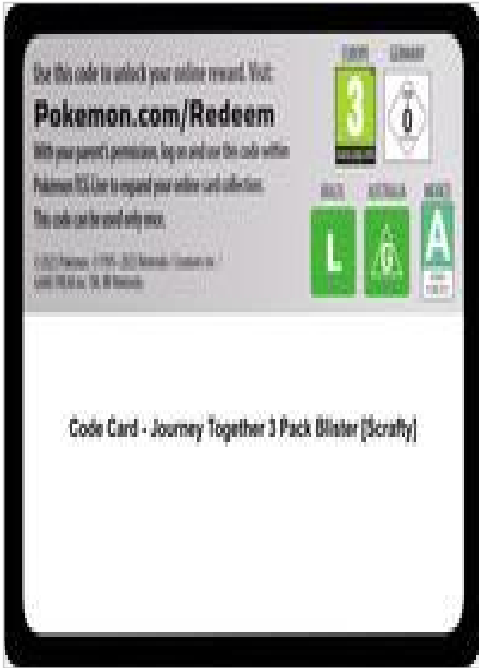 Use this code to unlock your online reward. Visit:
Pokemon.com/Redeem
With your parent's permission, log on and use this code within
Pokémon TCG Live to expand your online card collection.
This code can be used only once.
EUROPE GERMANY
3
0
BRAZIL AUSTRALIA MEXICO
L
G
A
Code Card - Journey Together 3 Pack Blister [Scrafty]